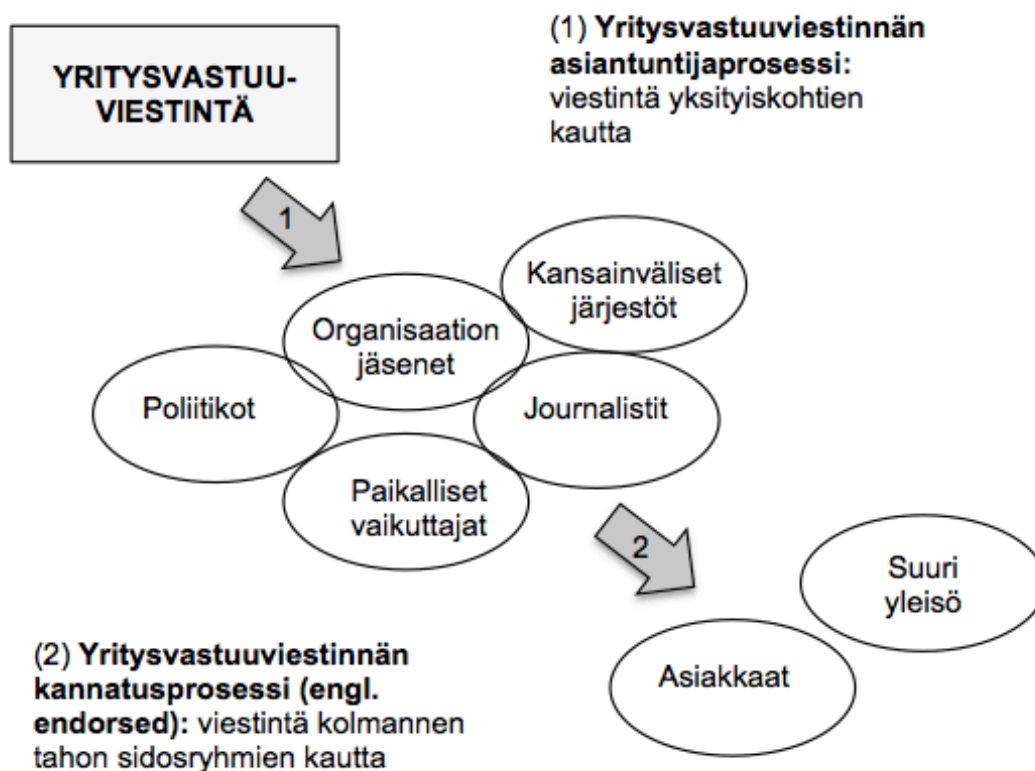 YRITYSVASTUU-
VIESTINTÄ
(1) Yritysvastuuviestinnän
asiantuntijaprosessi:
viestintä yksityiskohtien
kautta
1
Kansainväliset
järjestöt
Organisaation
jäsenet
Poliitikot
Journalistit
Paikalliset
vaikuttajat
2
Suuri
yleisö
Asiakkaat
(2) Yritysvastuuviestinnän
kannatusprosessi (engl.
endorsed): viestintä kolmannen
tahon sidosryhmien kautta